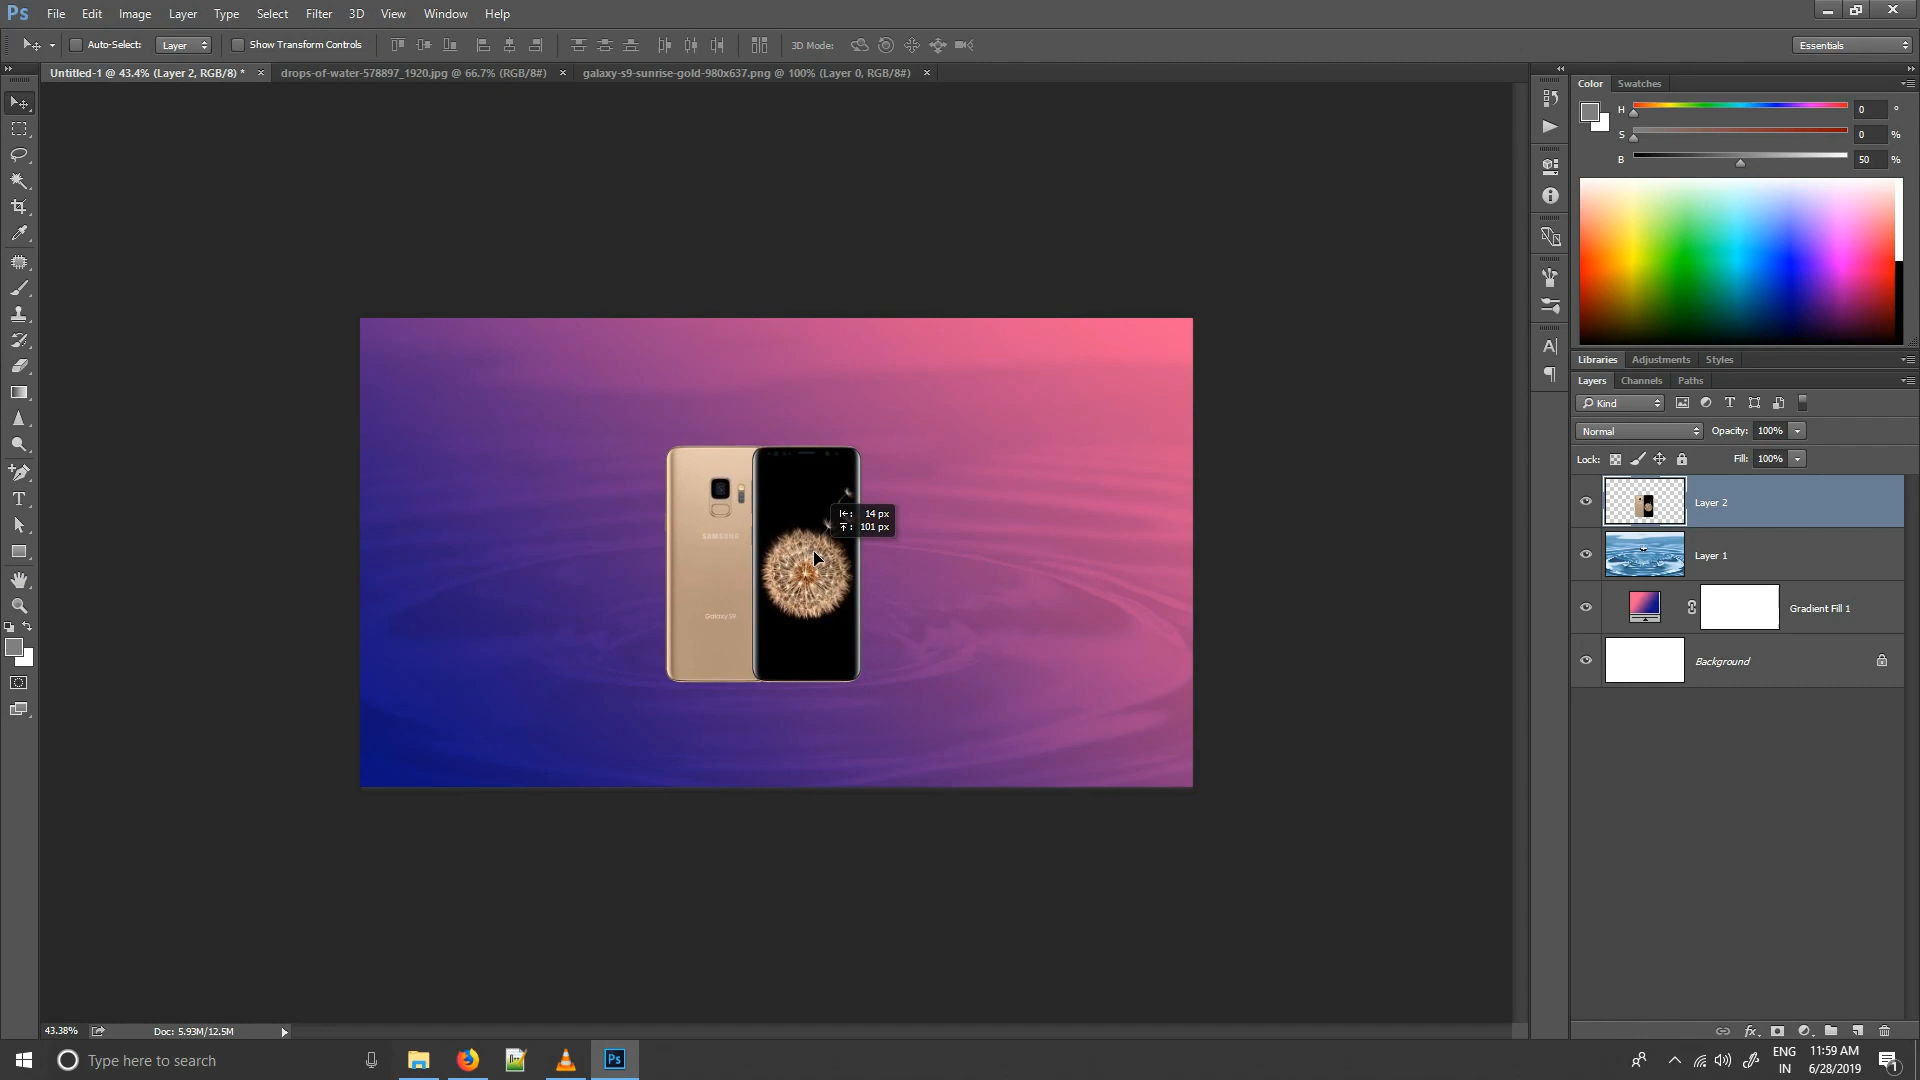 Ps File Edit Image Layer Type Select Filter 3D View Window Help
Auto-Select: Layer Show Transform Controls 3D Mode: Essentials
Untitled-1 @ 43.4% (Layer 2, RGB/8) * × drops-of-water-578897_1920.jpg @ 66.7% (RGB/8#) × galaxy-s9-sunrise-gold-980x637.png @ 100% (Layer 0, RGB/8#) ×
Color Swatches
H 0 °
S 0 %
B 50 %
Libraries Adjustments Styles
Layers Channels Paths
Kind
Normal Opacity: 100%
Lock: Fill: 100%
Layer 2
Layer 1
Gradient Fill 1
Background
14 px
101 px
SAMSUNG
Galaxy S9
43.38% Doc: 5.93M/12.5M
Type here to search
Ps
ENG
IN
11:59 AM
6/28/2019
1